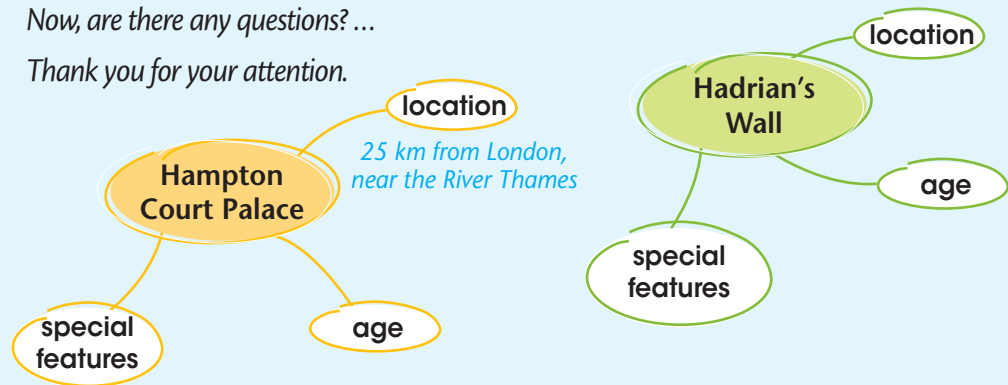 Now, are there any questions? ...
Thank you for your attention.
location
Hampton
Court Palace
25 km from London,
near the River Thames
special
features
age
location
Hadrian's
Wall
age
special
features